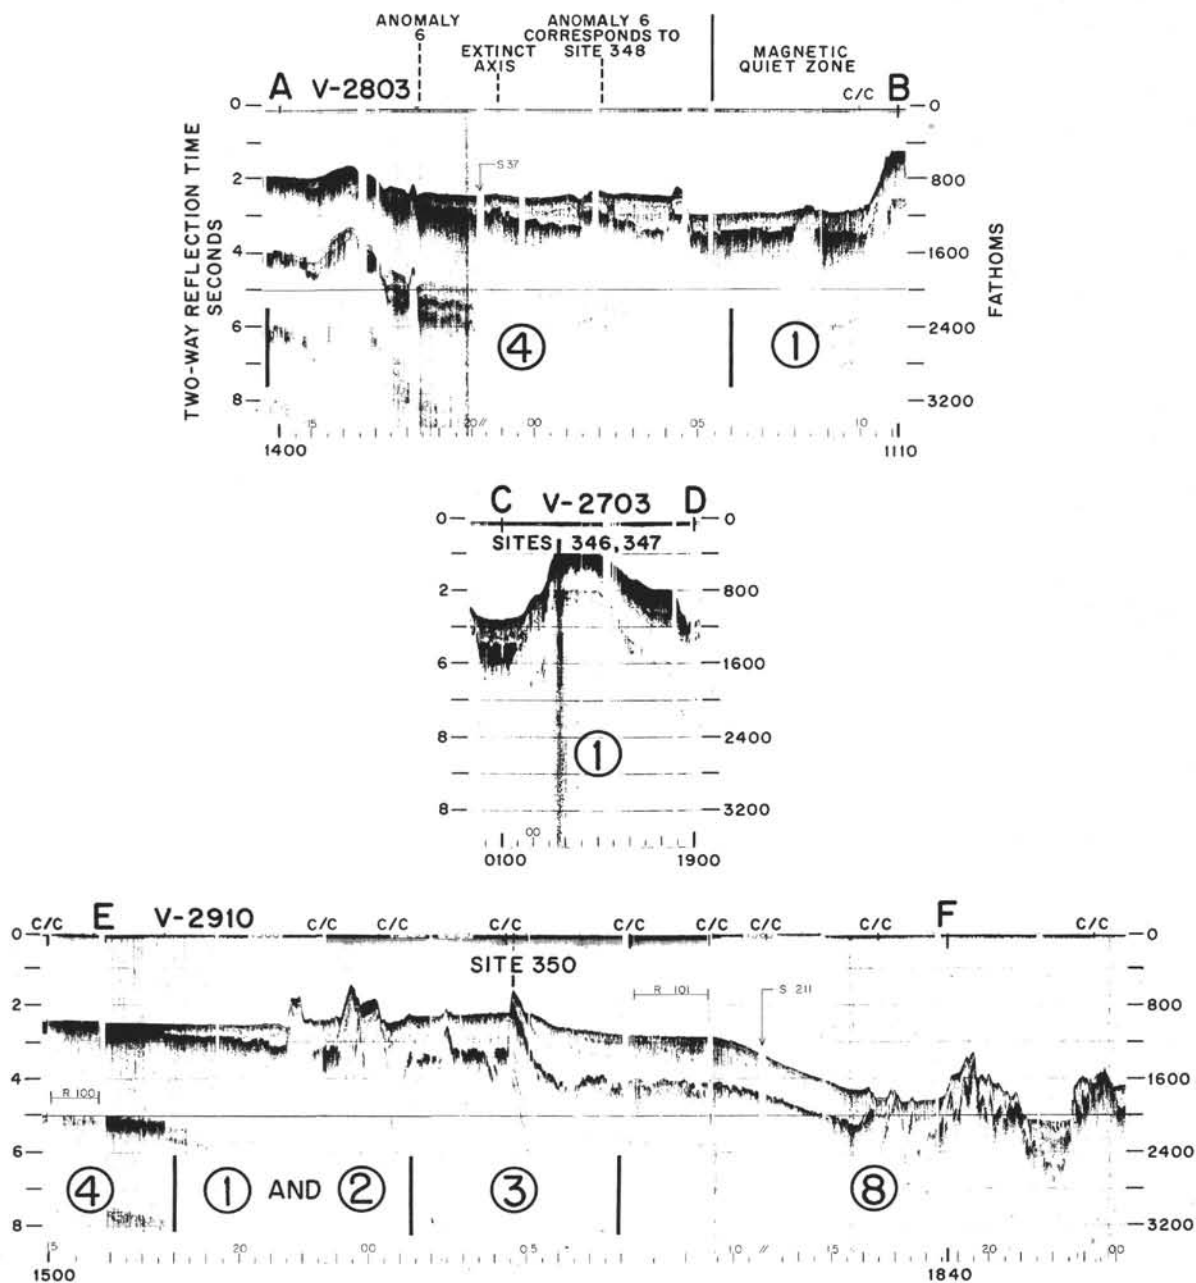 ANOMALY
6
EXTINCT
AXIS
ANOMALY 6
CORRESPONDS TO
SITE 348
MAGNETIC
QUIET ZONE
A V-2803
C/C B
0 0
S 37
2 800
4 1600
6 2400
8 3200
TWO-WAY REFLECTION TIME
SECONDS
FATHOMS
4 1
15 20 // 00 05 10
1400 1110
C V-2703 D
0 0
SITES 346, 347
2 800
6 1600
8 2400
8 3200
1
00
0100 1900
C/C E V-2910 C/C C/C C/C C/C C/C C/C C/C F C/C
0 0
SITE 350
R 101
S 211
2 800
4 1600
R 100
6 2400
4 1 AND 2 3 8
8 3200
15 20 00 05 10 // 15 20 00
1500 1840